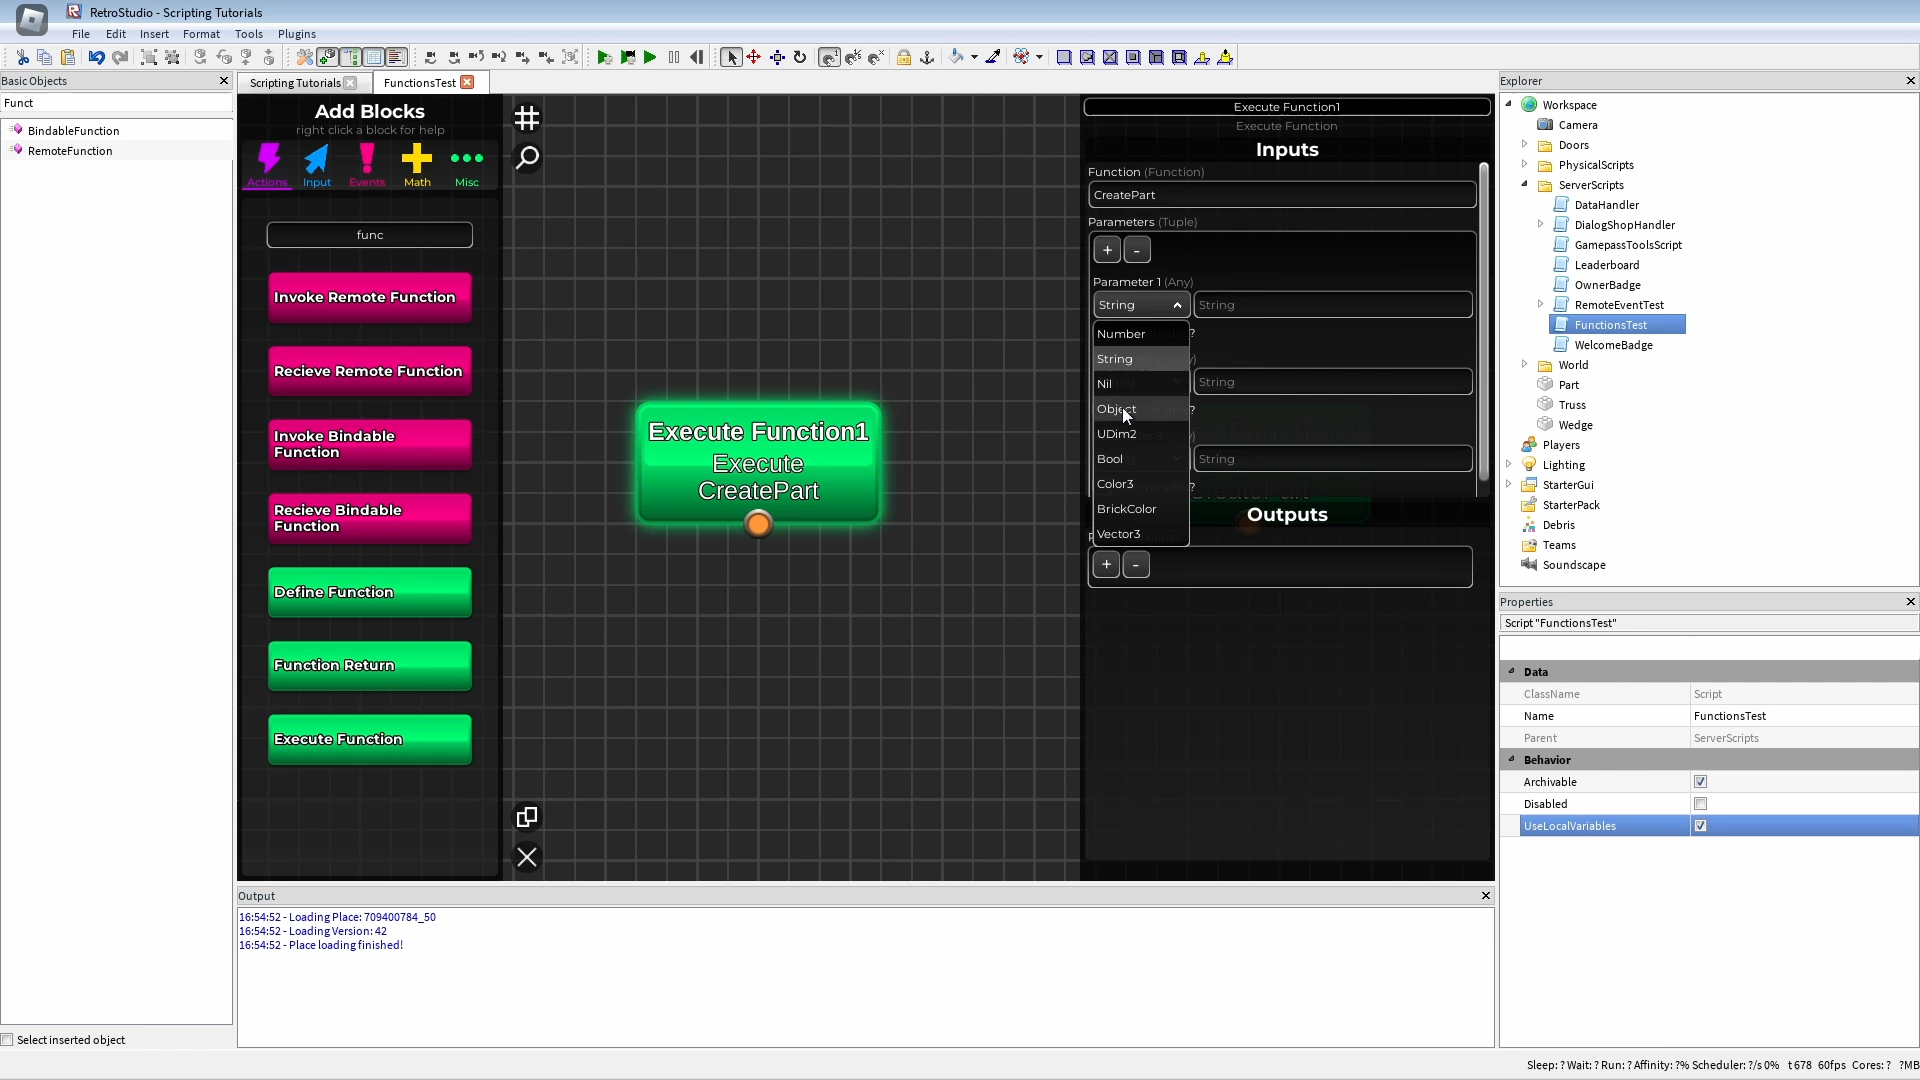 RetroStudio - Scripting Tutorials
File Edit Insert Format Tools Plugins
Basic Objects
Funct
BindableFunction
RemoteFunction
Select inserted object
Scripting Tutorials
FunctionsTest
Add Blocks
right click a block for help
Actions Input Events Math Misc
func
Invoke Remote Function
Recieve Remote Function
Invoke Bindable
Function
Recieve Bindable
Function
Define Function
Function Return
Execute Function
Execute Function1
Execute
CreatePart
Execute Function1
Execute Function
Inputs
Function (Function)
CreatePart
Parameters (Tuple)
+ -
Parameter 1 (Any)
String String
Number
String
Nil
Object
UDim2
Bool
Color3
BrickColor
Vector3
String
String
Outputs
+ -
Output
16:54:52 - Loading Place: 709400784_50
16:54:52 - Loading Version: 42
16:54:52 - Place loading finished!
Explorer
Workspace
Camera
Doors
PhysicalScripts
ServerScripts
DataHandler
DialogShopHandler
GamepassToolsScript
Leaderboard
OwnerBadge
RemoteEventTest
FunctionsTest
WelcomeBadge
World
Part
Truss
Wedge
Players
Lighting
StarterGui
StarterPack
Debris
Teams
Soundscape
Properties
Script "FunctionsTest"
Data
ClassName Script
Name FunctionsTest
Parent ServerScripts
Behavior
Archivable
Disabled
UseLocalVariables
Sleep: ? Wait: ? Run: ? Affinity: ?% Scheduler: ?/s 0% t 678 60fps Cores: ? ?MB